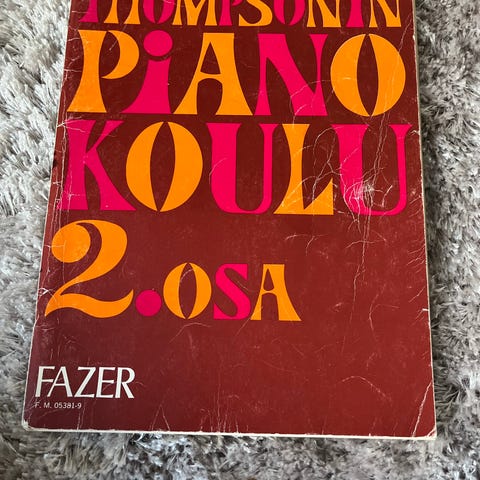 THOMPSONIN
PiANO
KOULU
2.OSA
FAZER
F. M. 05381-9